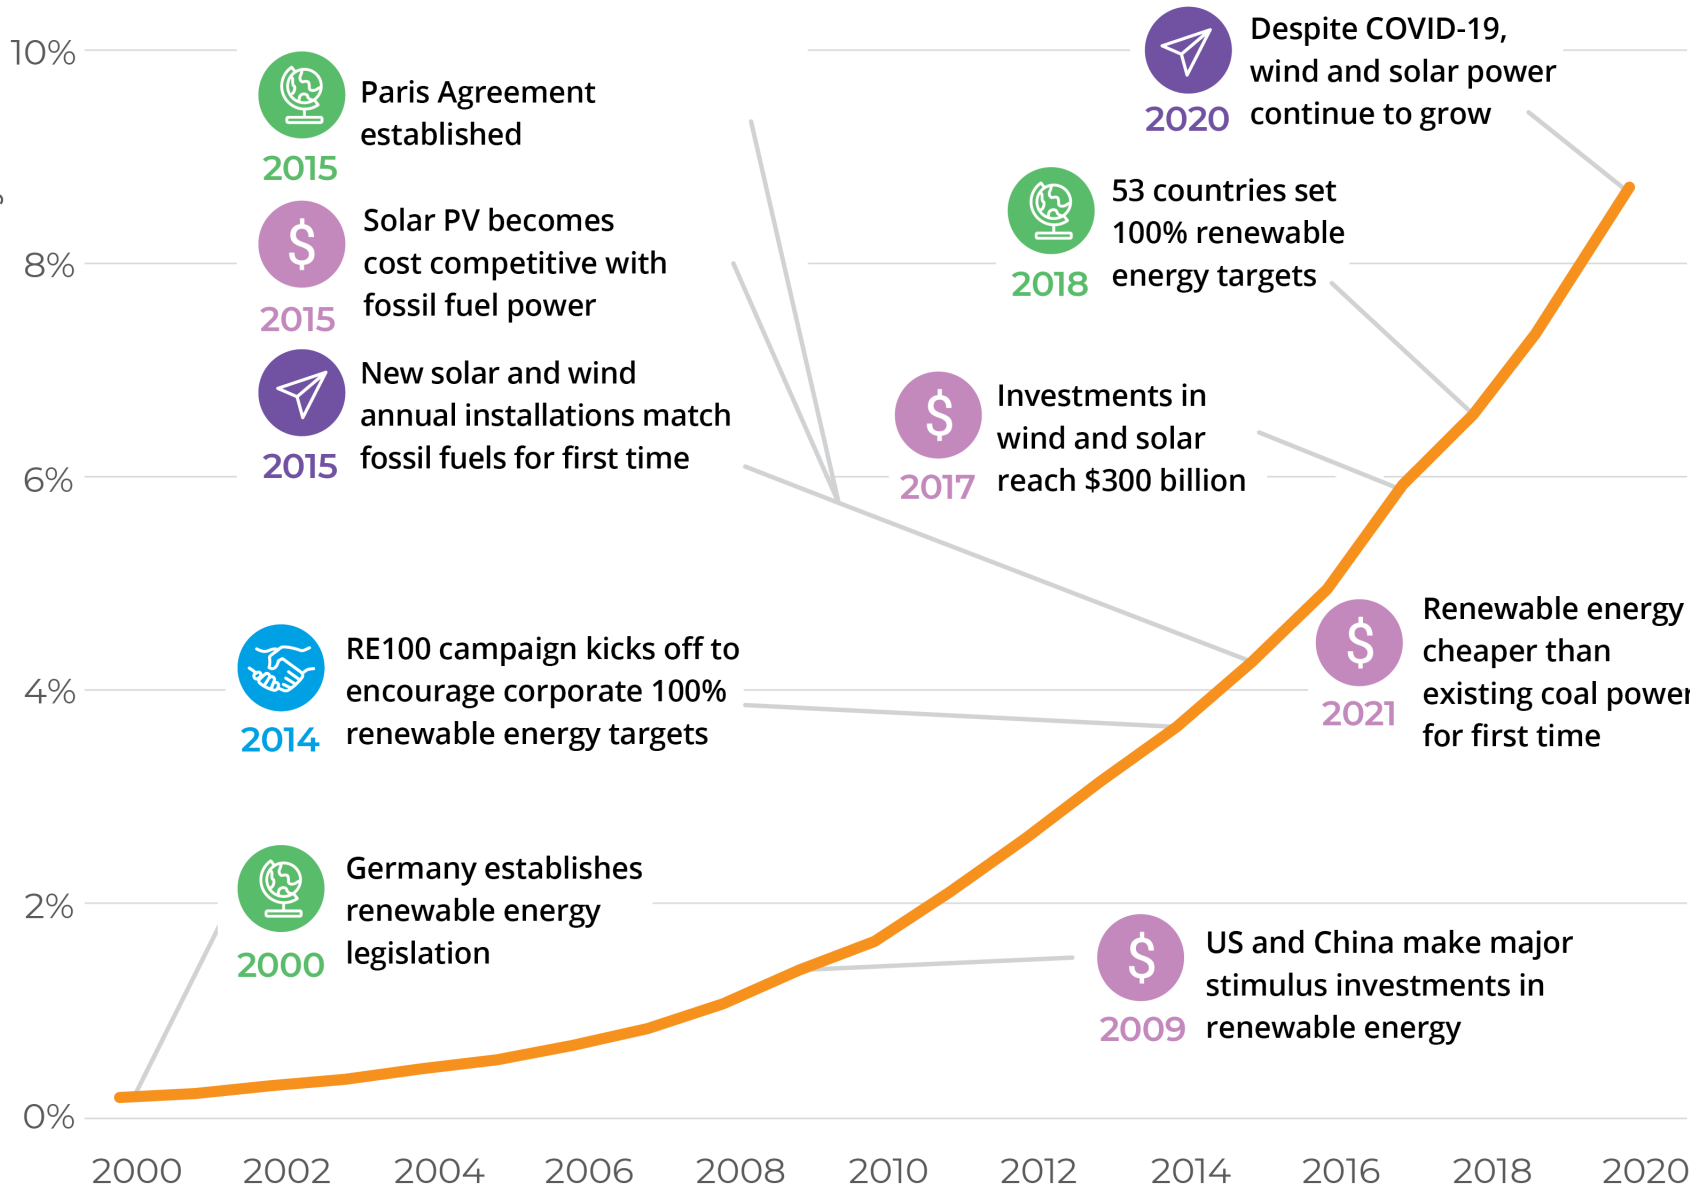 10%
8%
6%
4%
2%
0%
Paris Agreement
established
2015
Solar PV becomes
cost competitive with
fossil fuel power
2015
New solar and wind
annual installations match
fossil fuels for first time
2015
RE100 campaign kicks off to
encourage corporate 100%
renewable energy targets
2014
Germany establishes
renewable energy
legislation
2000
Despite COVID-19,
wind and solar power
continue to grow
2020
53 countries set
100% renewable
energy targets
2018
Investments in
wind and solar
reach $300 billion
2017
Renewable energy
cheaper than
existing coal power
for first time
2021
US and China make major
stimulus investments in
renewable energy
2009
2000 2002 2004 2006 2008 2010 2012 2014 2016 2018 2020